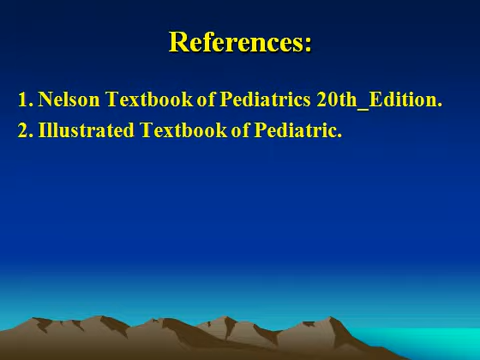 References:
1. Nelson Textbook of Pediatrics 20th_Edition.
2. Illustrated Textbook of Pediatric.